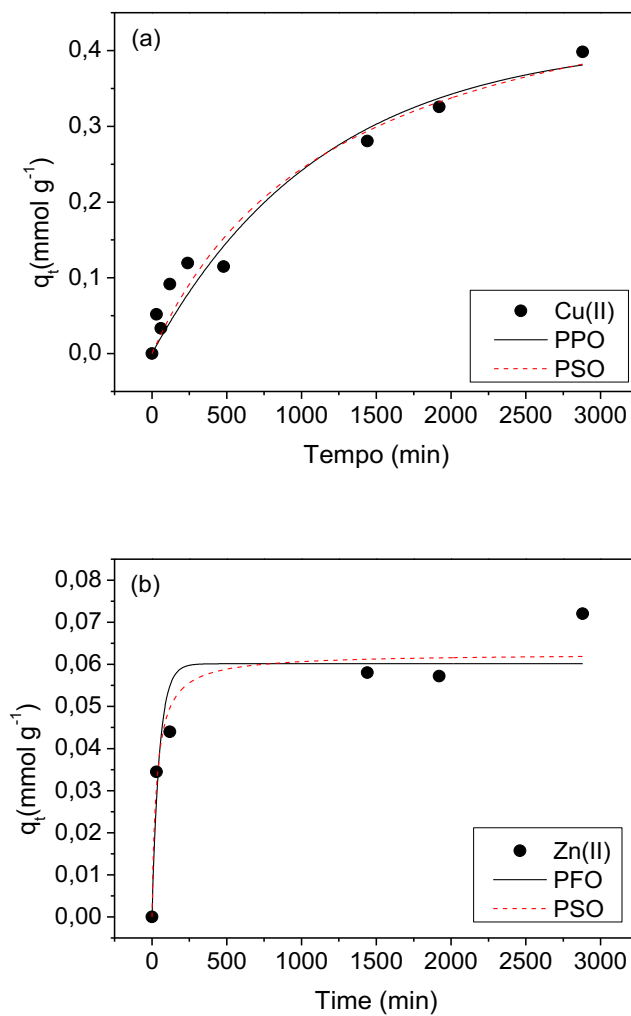 (a)
0,4
0,3
0,2
0,1
0,0
qt(mmol g-1)
Cu(II)
PPO
PSO
0 500 1000 1500 2000 2500 3000
Tempo (min)
(b)
0,08
0,07
0,06
0,05
0,04
0,03
0,02
0,01
0,00
qt(mmol g-1)
Zn(II)
PFO
PSO
0 500 1000 1500 2000 2500 3000
Time (min)